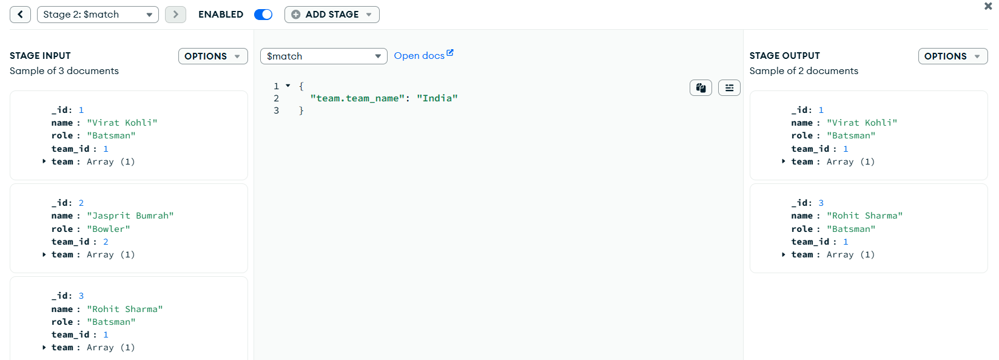 Stage 2: $match
ENABLED
ADD STAGE
STAGE INPUT
OPTIONS
Sample of 3 documents
_id: 1
name : "Virat Kohli"
role : "Batsman"
team_id : 1
team : Array (1)
_id: 2
name : "Jasprit Bumrah"
role : "Bowler"
team_id : 2
team : Array (1)
_id: 3
name : "Rohit Sharma"
role : "Batsman"
team_id : 1
team : Array (1)
$match
Open docs
1 {
2 "team.team_name": "India"
3 }
STAGE OUTPUT
OPTIONS
Sample of 2 documents
_id: 1
name : "Virat Kohli"
role : "Batsman"
team_id : 1
team : Array (1)
_id: 3
name : "Rohit Sharma"
role : "Batsman"
team_id : 1
team : Array (1)